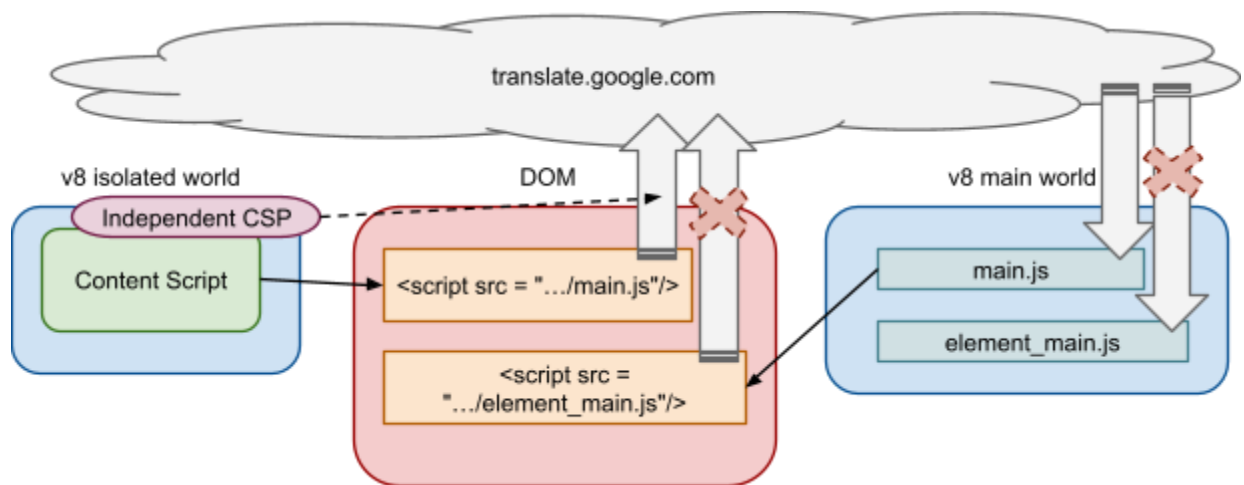 translate.google.com
v8 isolated world
DOM
v8 main world
Independent CSP
Content Script
<script src = "…/main.js"/>
main.js
<script src =
"…/element_main.js"/>
element_main.js